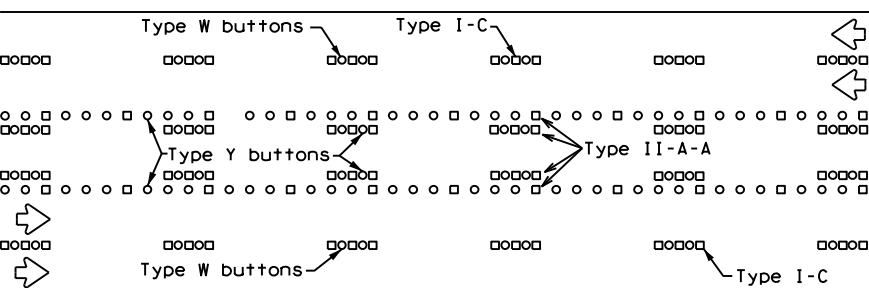 Type W buttons
Type I-C
Type Y buttons
Type II-A-A
Type W buttons
Type I-C